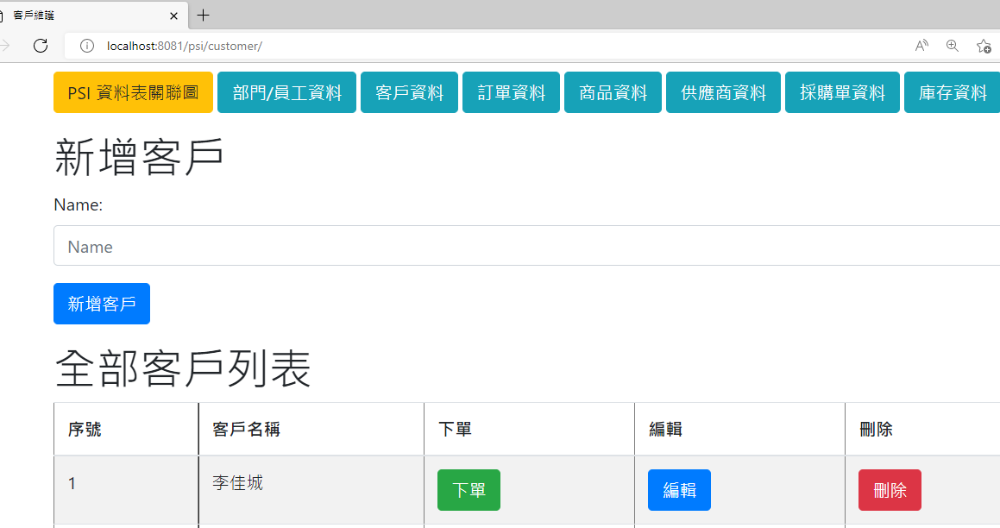 客戶維護
localhost:8081/psi/customer/
PSI 資料表關聯圖 部門/員工資料 客戶資料 訂單資料 商品資料 供應商資料 採購單資料 庫存資料
新增客戶
Name:
Name
新增客戶
全部客戶列表
序號 客戶名稱 下單 編輯 刪除
1 李佳城 下單 編輯 刪除